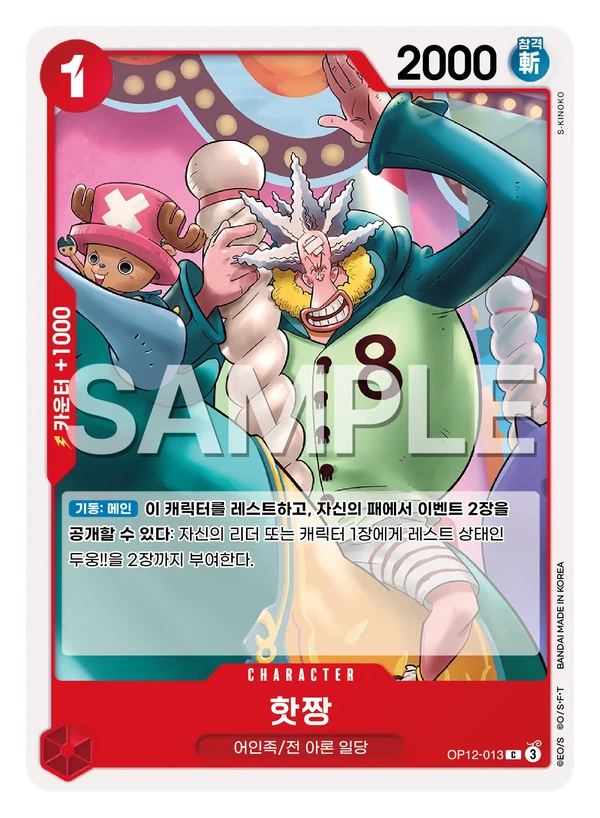 1
2000
참격
斬
S-KINOKO
8
카운터 +1000
SAMPLE
기동: 메인 이 캐릭터를 레스트하고, 자신의 패에서 이벤트 2장을
공개할 수 있다: 자신의 리더 또는 캐릭터 1장에게 레스트 상태인
두웅!!을 2장까지 부여한다.
CHARACTER
핫짱
어인족/전 아론 일당
OP12-013 C 3
©EO/S ©O/S·F·T BANDAI MADE IN KOREA